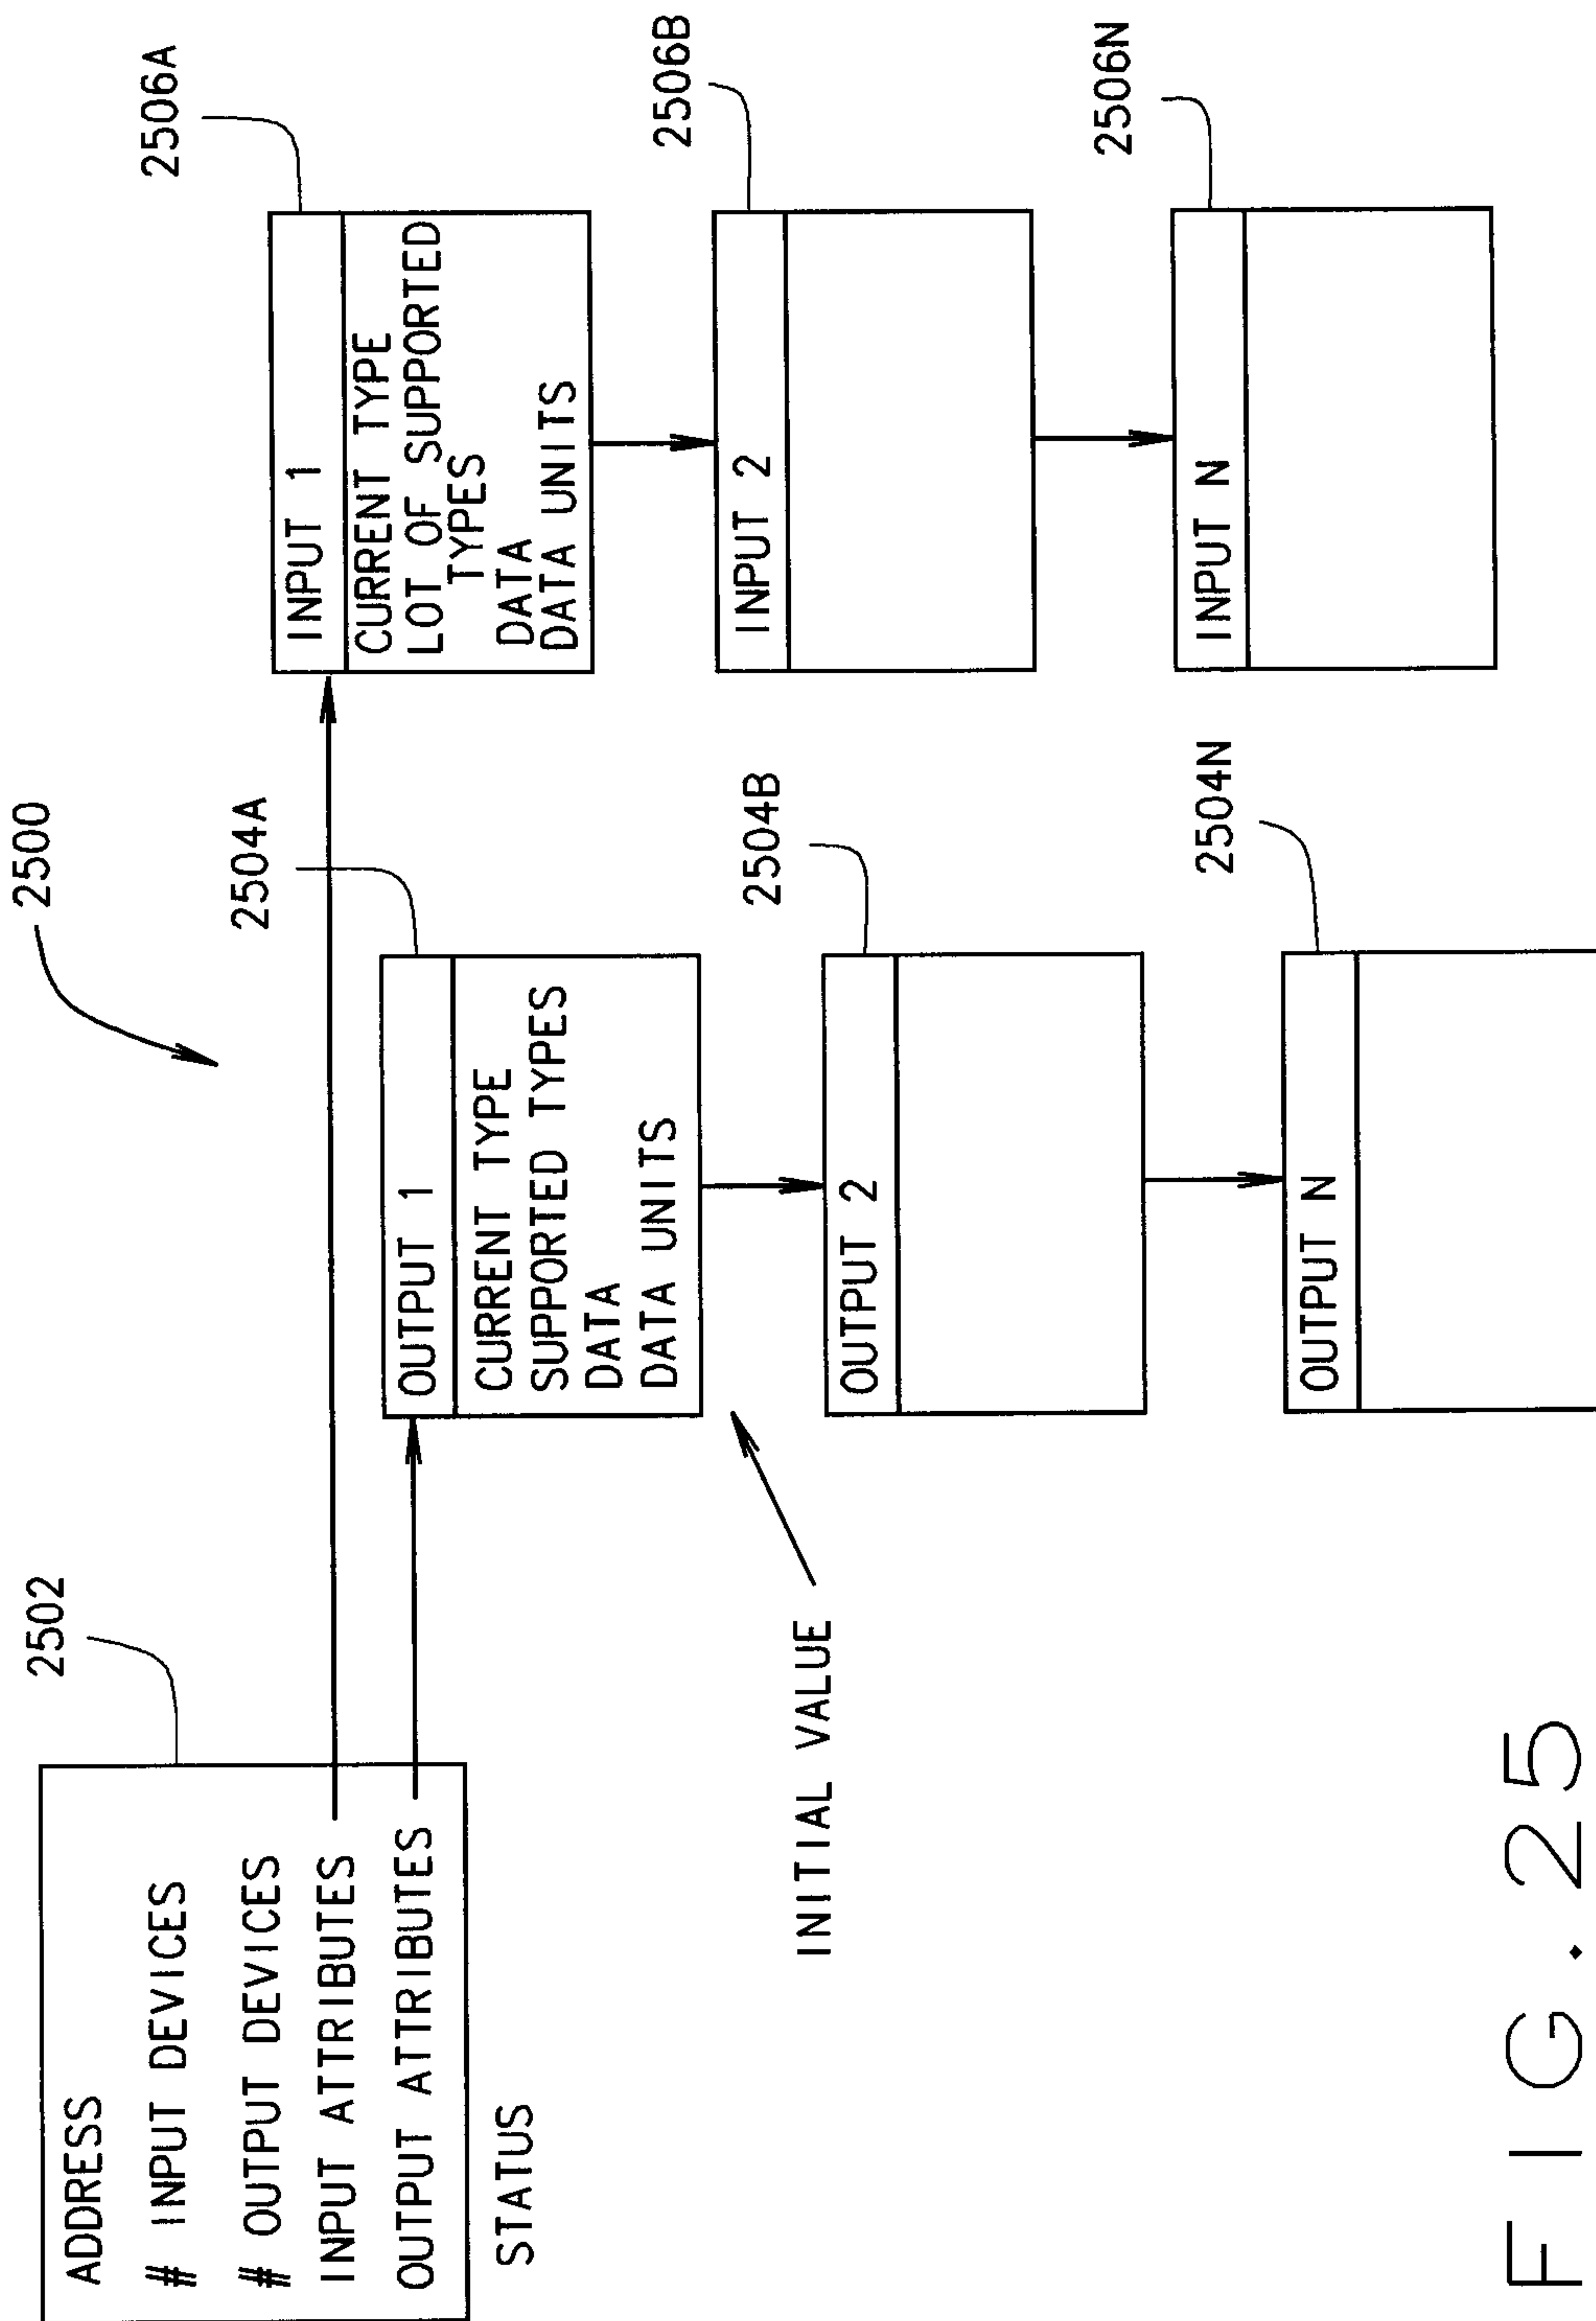 2500
2502
ADDRESS
# INPUT DEVICES
# OUTPUT DEVICES
INPUT ATTRIBUTES
OUTPUT ATTRIBUTES
STATUS
INITIAL VALUE
2504A
OUTPUT 1
CURRENT TYPE
SUPPORTED TYPES
DATA
DATA UNITS
2504B
OUTPUT 2
2504N
OUTPUT N
2506A
INPUT 1
CURRENT TYPE
LOT OF SUPPORTED
TYPES
DATA
DATA UNITS
2506B
INPUT 2
2506N
INPUT N
FIG. 25